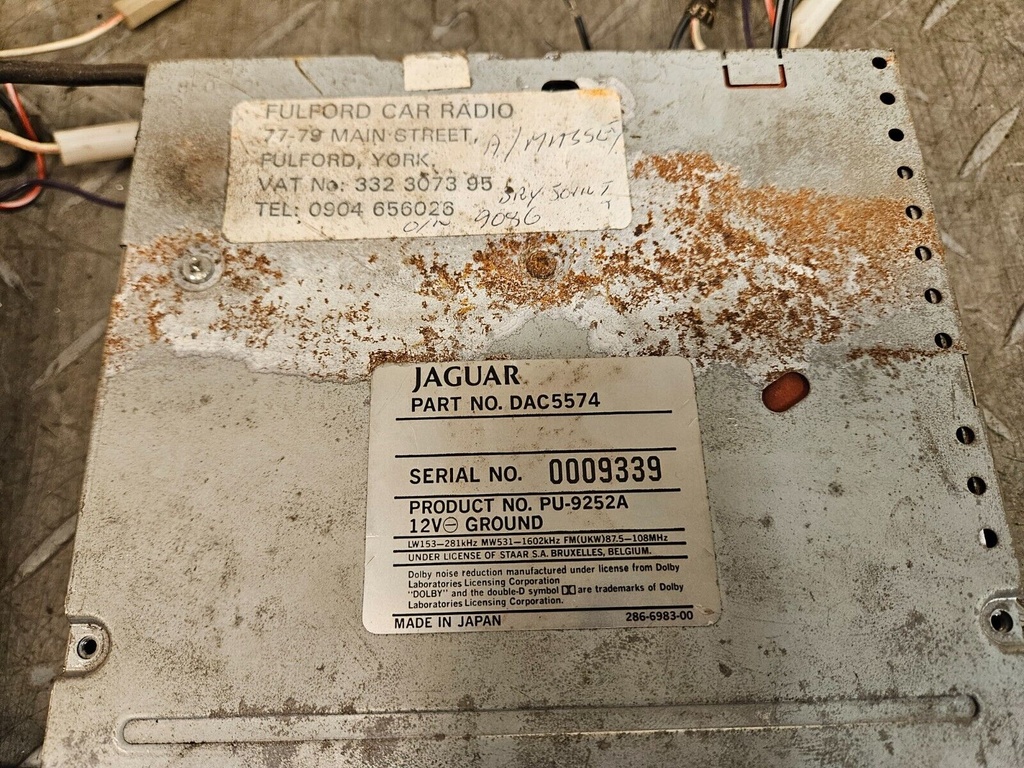 FULFORD CAR RADIO
77-79 MAIN STREET,
FULFORD, YORK.
VAT No: 332 3073 95
TEL: 0904 656026
O/N 9086
JAGUAR
PART NO. DAC5574
SERIAL NO. 0009339
PRODUCT NO. PU-9252A
12V⊖ GROUND
LW153-281kHz MW531-1602kHz FM(UKW)87.5-108MHz
UNDER LICENSE OF STAAR S.A. BRUXELLES, BELGIUM.
Dolby noise reduction manufactured under license from Dolby
Laboratories Licensing Corporation
"DOLBY" and the double-D symbol are trademarks of Dolby
Laboratories Licensing Corporation.
MADE IN JAPAN 286-6983-00